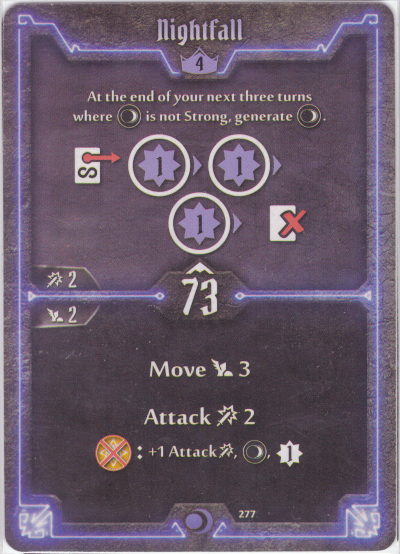 Nightfall
4
At the end of your next three turns
where is not Strong, generate .
1 1
1
2
73
2
Move 3
Attack 2
: +1 Attack , , 1
277